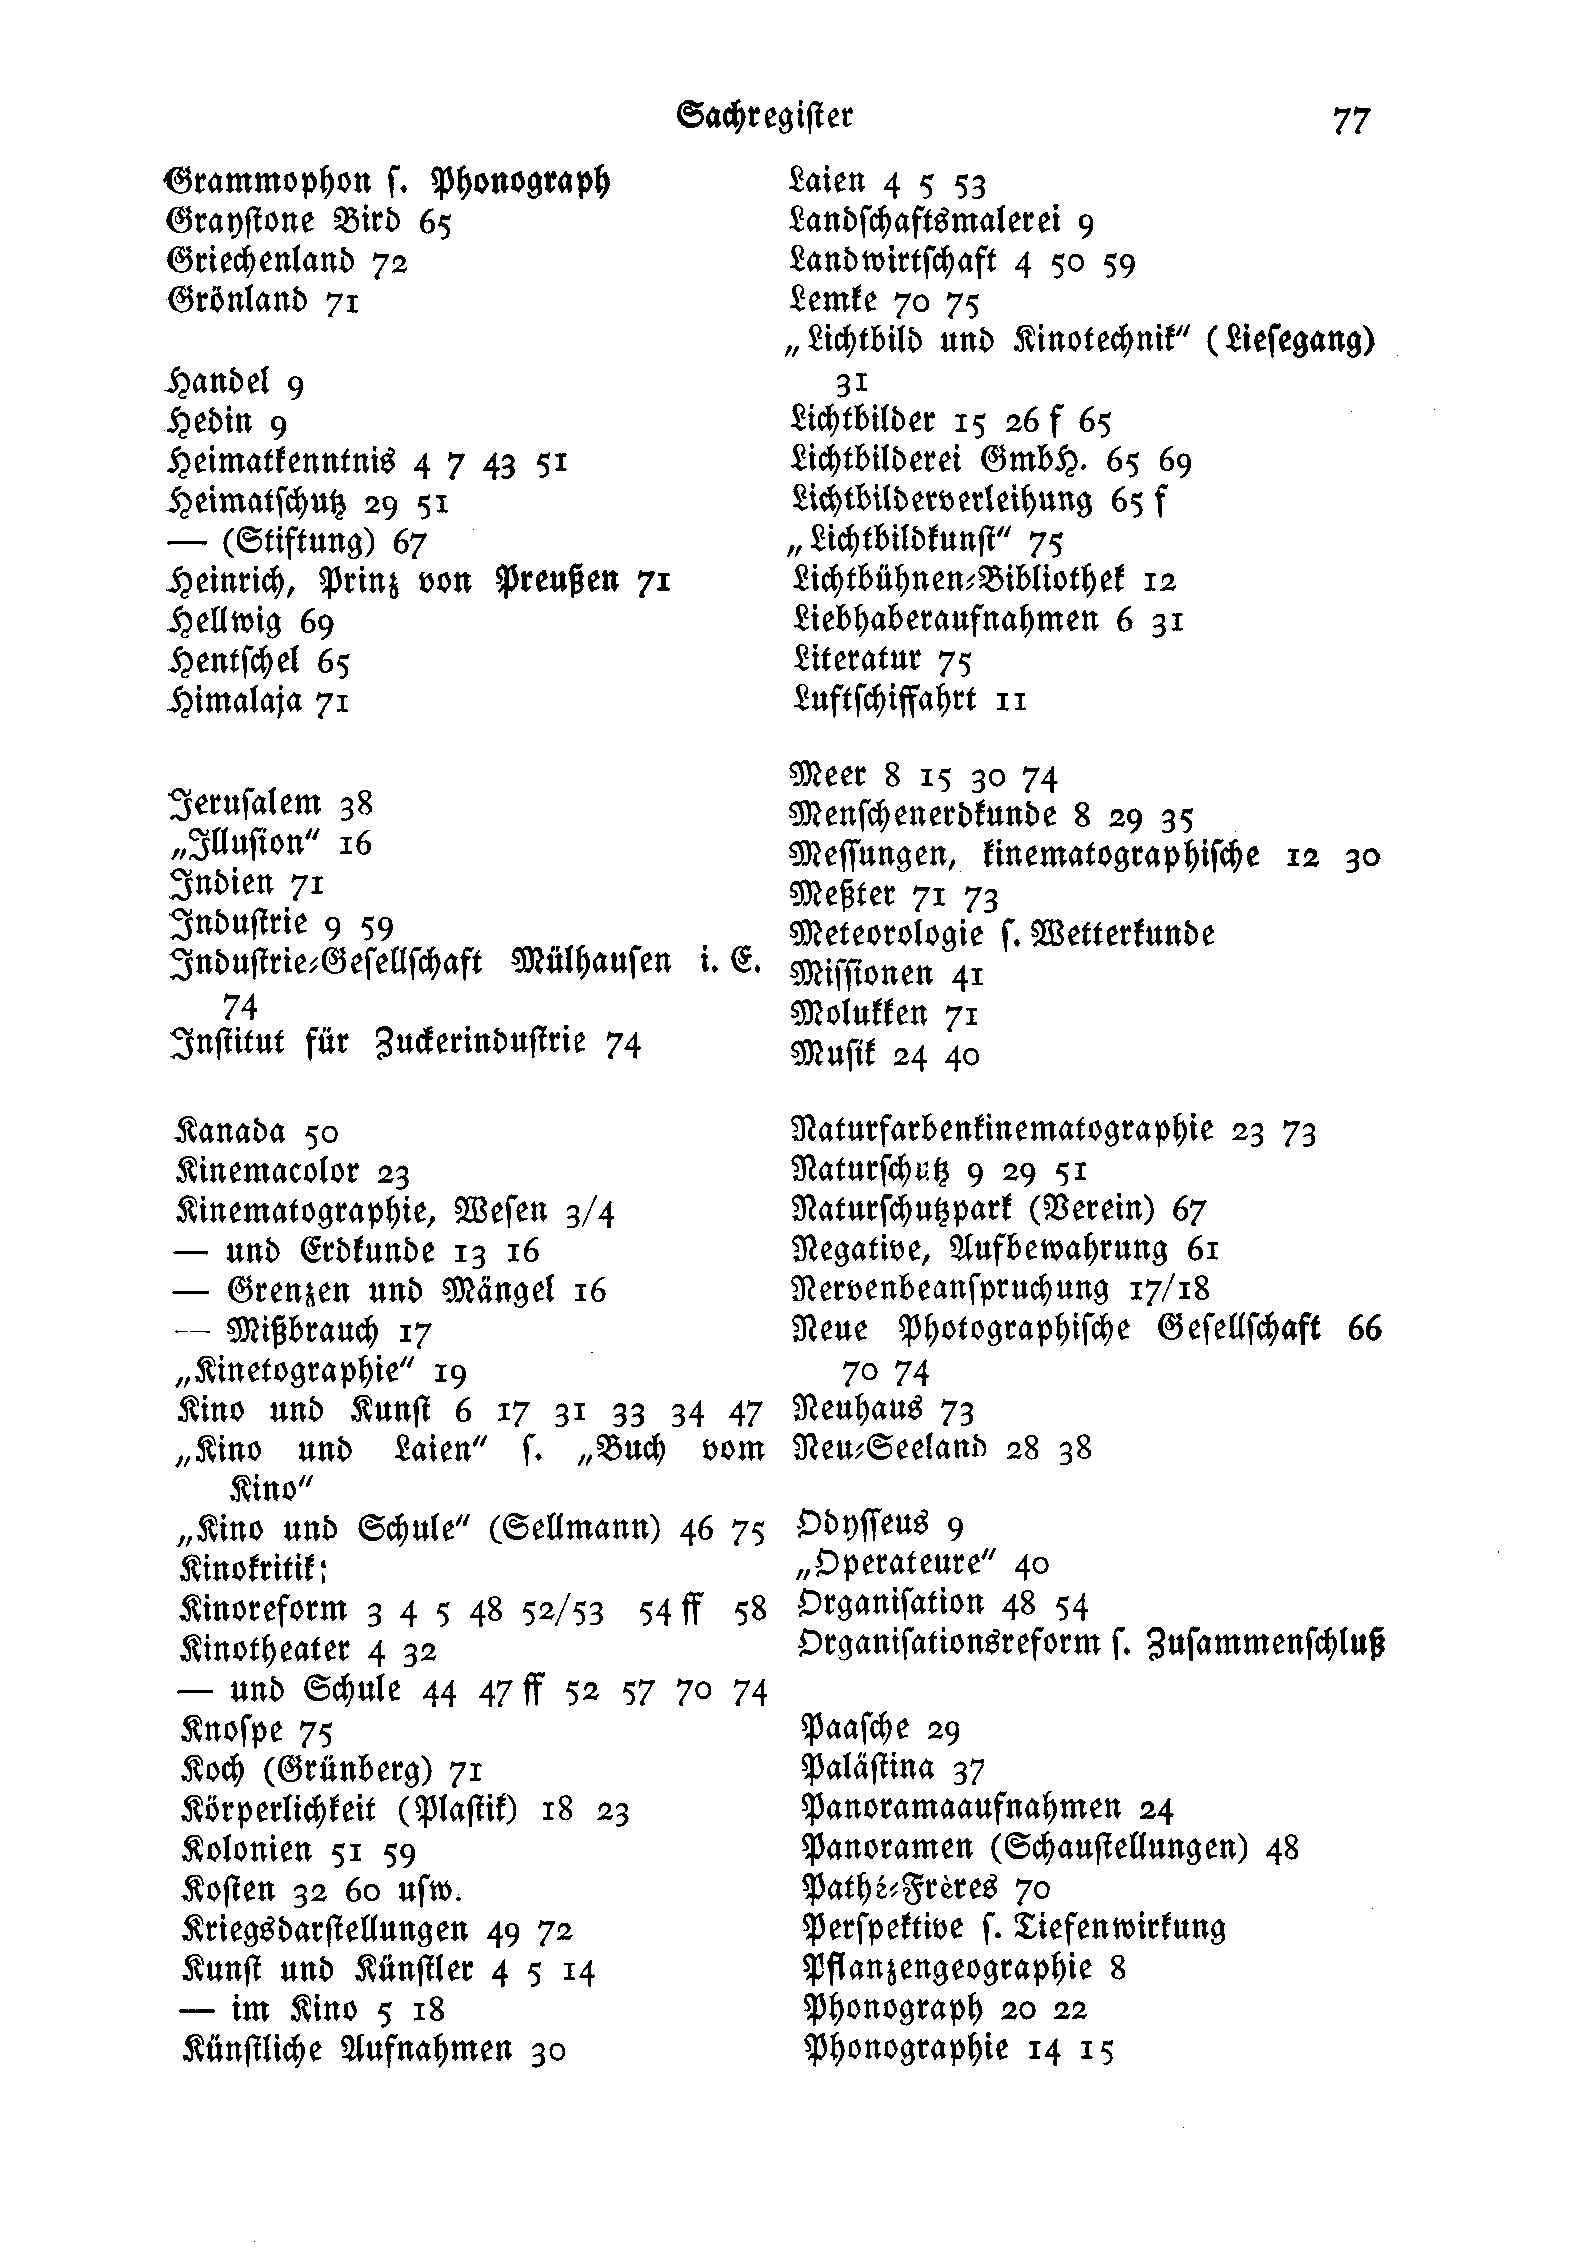 Sachregister 77
Grammophon s. Phonograph
Graystone Bird 65
Griechenland 72
Grönland 71
Handel 9
Hedin 9
Heimatkenntnis 4 7 43 51
Heimatschutz 29 51
— (Stiftung) 67
Heinrich, Prinz von Preußen 71
Hellwig 69
Hentschel 65
Himalaja 71
Jerusalem 38
„Illusion“ 16
Indien 71
Industrie 9 59
Industrie-Gesellschaft Mülhausen i. E.
74
Institut für Zuckerindustrie 74
Kanada 50
Kinemacolor 23
Kinematographie, Wesen 3/4
— und Erdkunde 13 16
— Grenzen und Mängel 16
— Mißbrauch 17
„Kinetographie“ 19
Kino und Kunst 6 17 31 33 34 47
„Kino und Laien“ s. „Buch vom
Kino“
„Kino und Schule“ (Sellmann) 46 75
Kinokritik;
Kinoreform 3 4 5 48 52/53 54 ff 58
Kinotheater 4 32
— und Schule 44 47 ff 52 57 70 74
Knospe 75
Koch (Grünberg) 71
Körperlichkeit (Plastik) 18 23
Kolonien 51 59
Kosten 32 60 usw.
Kriegsdarstellungen 49 72
Kunst und Künstler 4 5 14
— im Kino 5 18
Künstliche Aufnahmen 30
Laien 4 5 53
Landschaftsmalerei 9
Landwirtschaft 4 50 59
Lemke 70 75
„Lichtbild und Kinotechnik“ (Liesegang)
31
Lichtbilder 15 26 f 65
Lichtbilderei GmbH. 65 69
Lichtbilderverleihung 65 f
„Lichtbildkunst“ 75
Lichtbühnen-Bibliothek 12
Liebhaberaufnahmen 6 31
Literatur 75
Luftschiffahrt 11
Meer 8 15 30 74
Menschenerdkunde 8 29 35
Messungen, kinematographische 12 30
Meßter 71 73
Meteorologie s. Wetterkunde
Missionen 41
Molukken 71
Musik 24 40
Naturfarbenkinematographie 23 73
Naturschutz 9 29 51
Naturschutzpark (Verein) 67
Negative, Aufbewahrung 61
Nervenbeanspruchung 17/18
Neue Photographische Gesellschaft 66
70 74
Neuhaus 73
Neu-Seeland 28 38
Odysseus 9
„Operateure“ 40
Organisation 48 54
Organisationsreform s. Zusammenschluß
Paasche 29
Palästina 37
Panoramaaufnahmen 24
Panoramen (Schaustellungen) 48
Pathé-Frères 70
Perspektive s. Tiefenwirkung
Pflanzengeographie 8
Phonograph 20 22
Phonographie 14 15